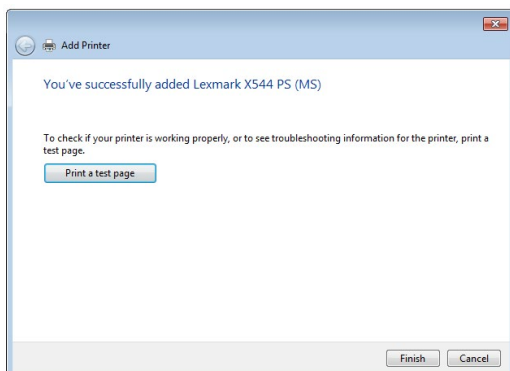 Add Printer
You've successfully added Lexmark X544 PS (MS)
To check if your printer is working properly, or to see troubleshooting information for the printer, print a
test page.
Print a test page
Finish
Cancel